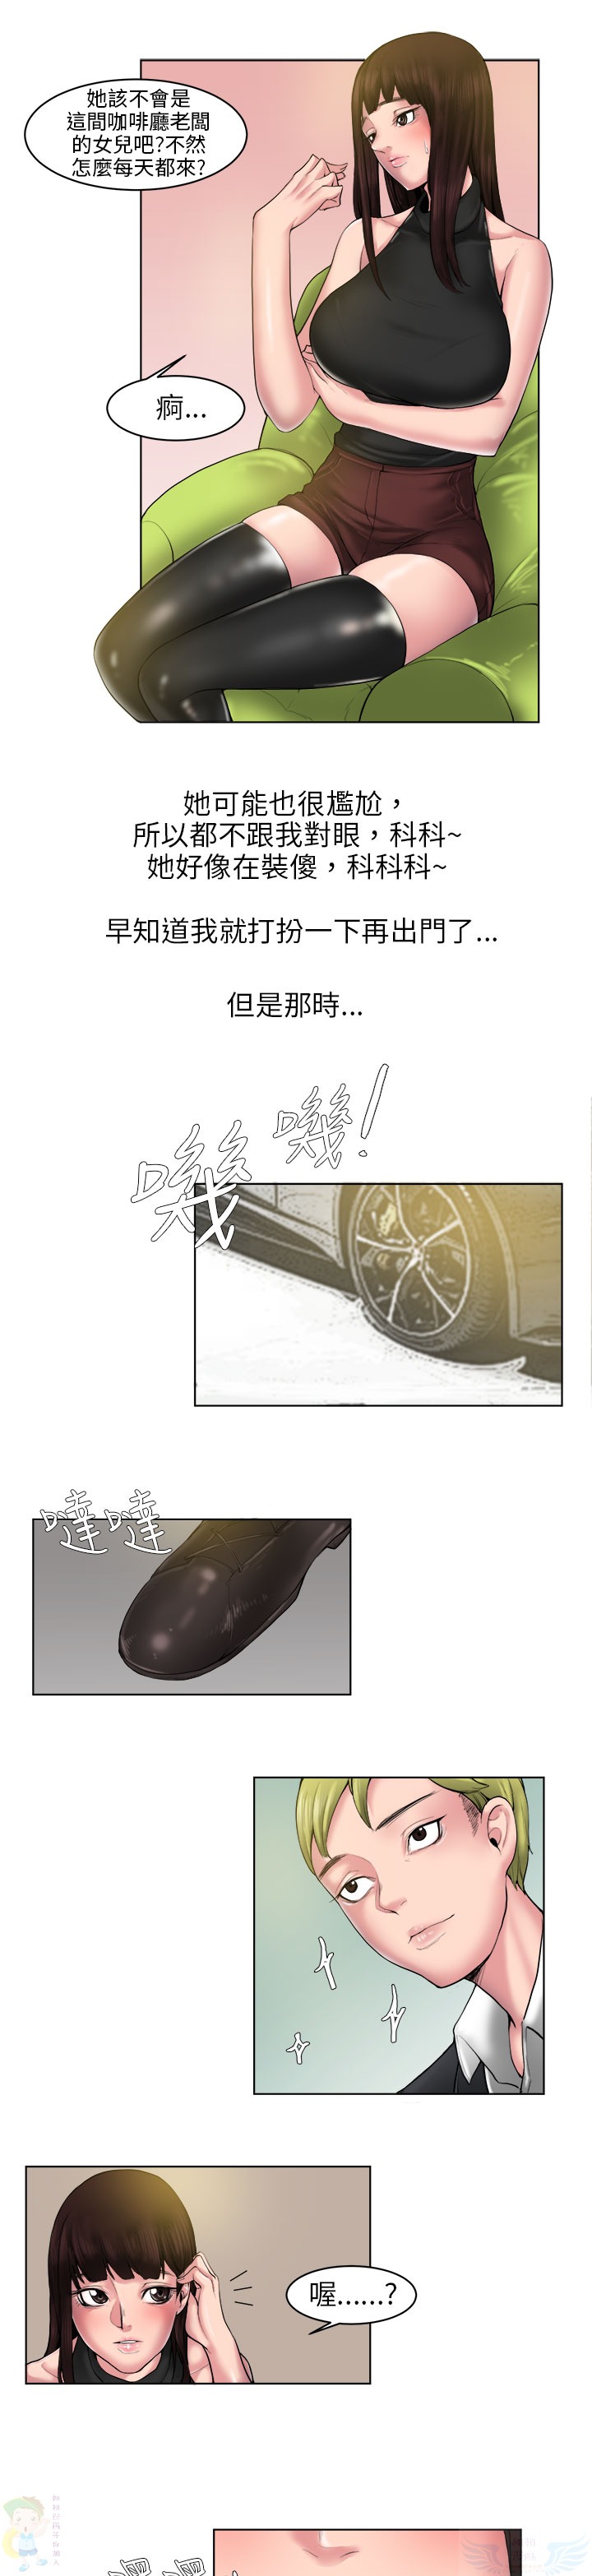 她該不會是
這間咖啡廳老闆
的女兒吧?不然
怎麼每天都來?
痾...
她可能也很尷尬，
所以都不跟我對眼，科科~
她好像在裝傻，科科科~
早知道我就打扮一下再出門了...
但是那時...
嘰嘰!
噠噠
喔......?